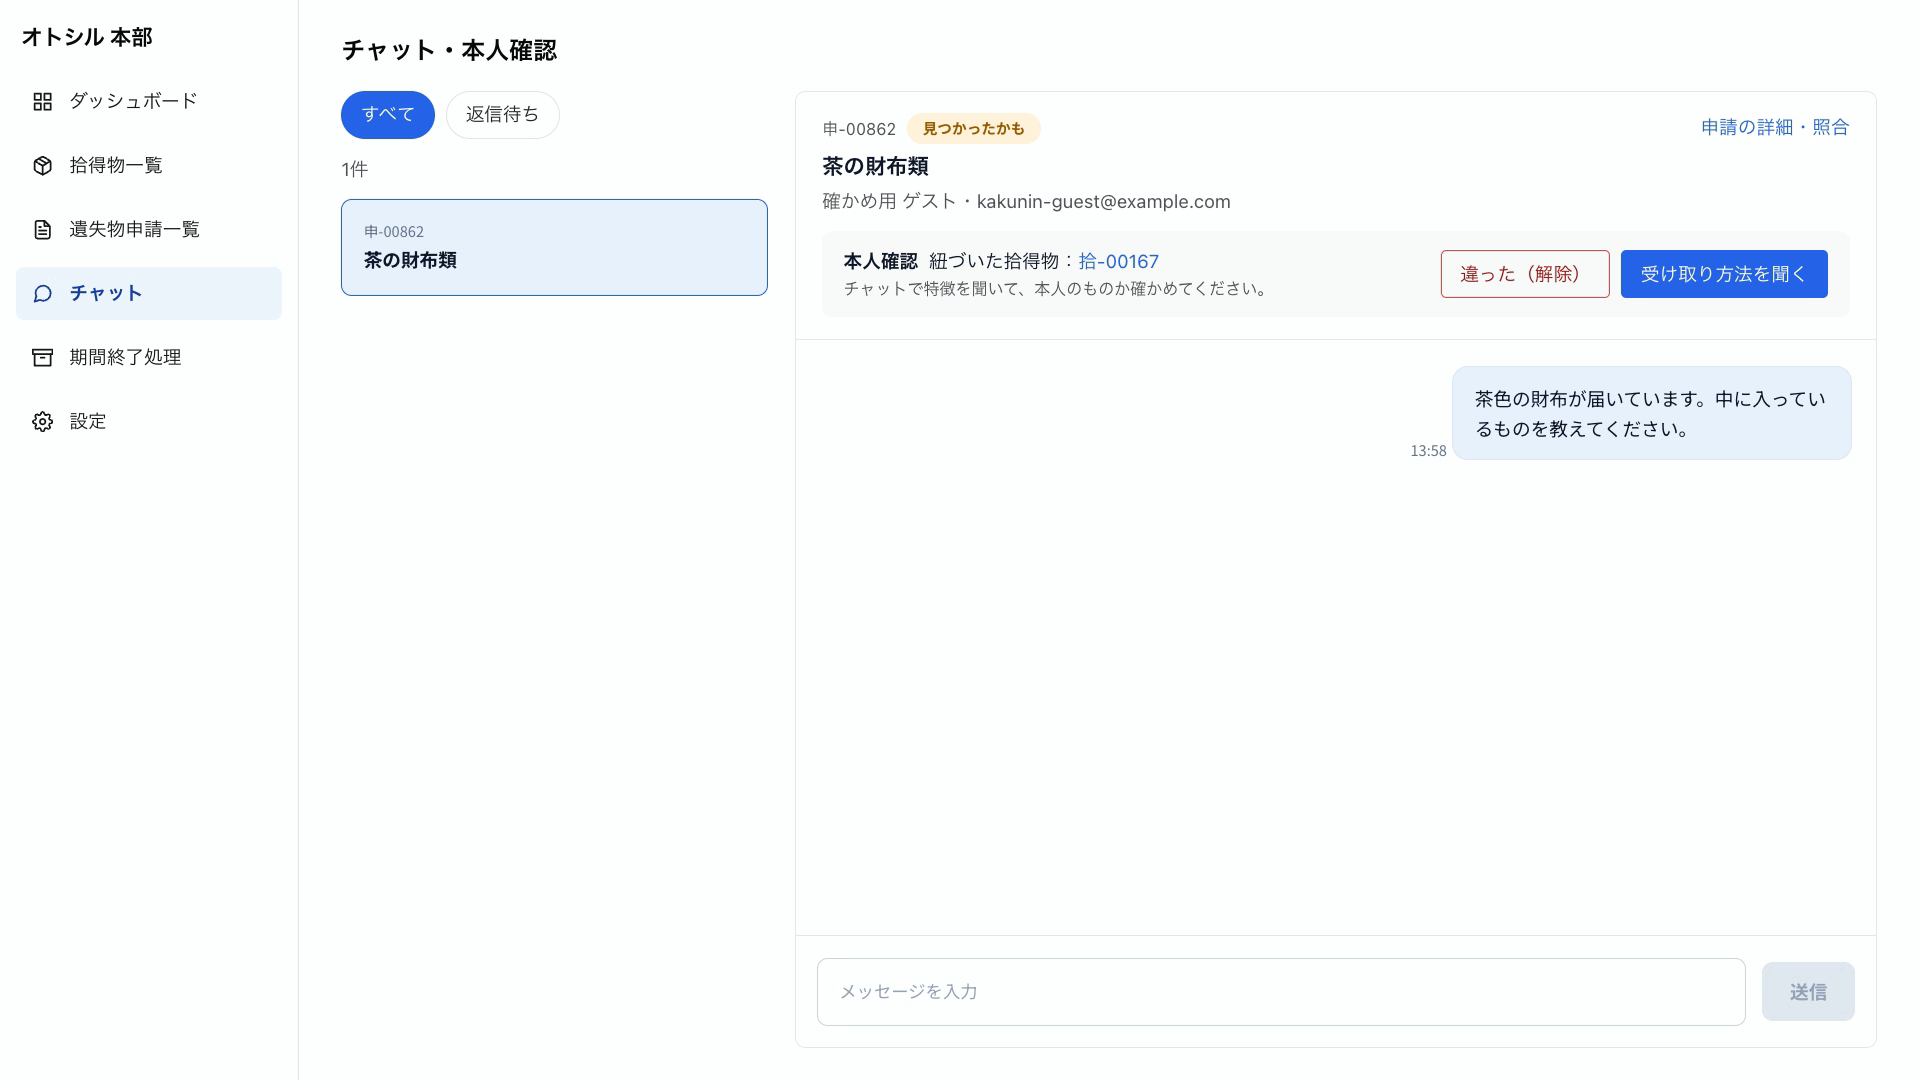 オトシル 本部
ダッシュボード
拾得物一覧
遺失物申請一覧
チャット
期間終了処理
設定
チャット・本人確認
すべて
返信待ち
1件
申-00862
茶の財布類
申-00862
見つかったかも
申請の詳細・照合
茶の財布類
確かめ用 ゲスト・kakunin-guest@example.com
本人確認 紐づいた拾得物：拾-00167
チャットで特徴を聞いて、本人のものか確かめてください。
違った（解除）
受け取り方法を聞く
茶色の財布が届いています。中に入ってい
るものを教えてください。
13:58
メッセージを入力
送信